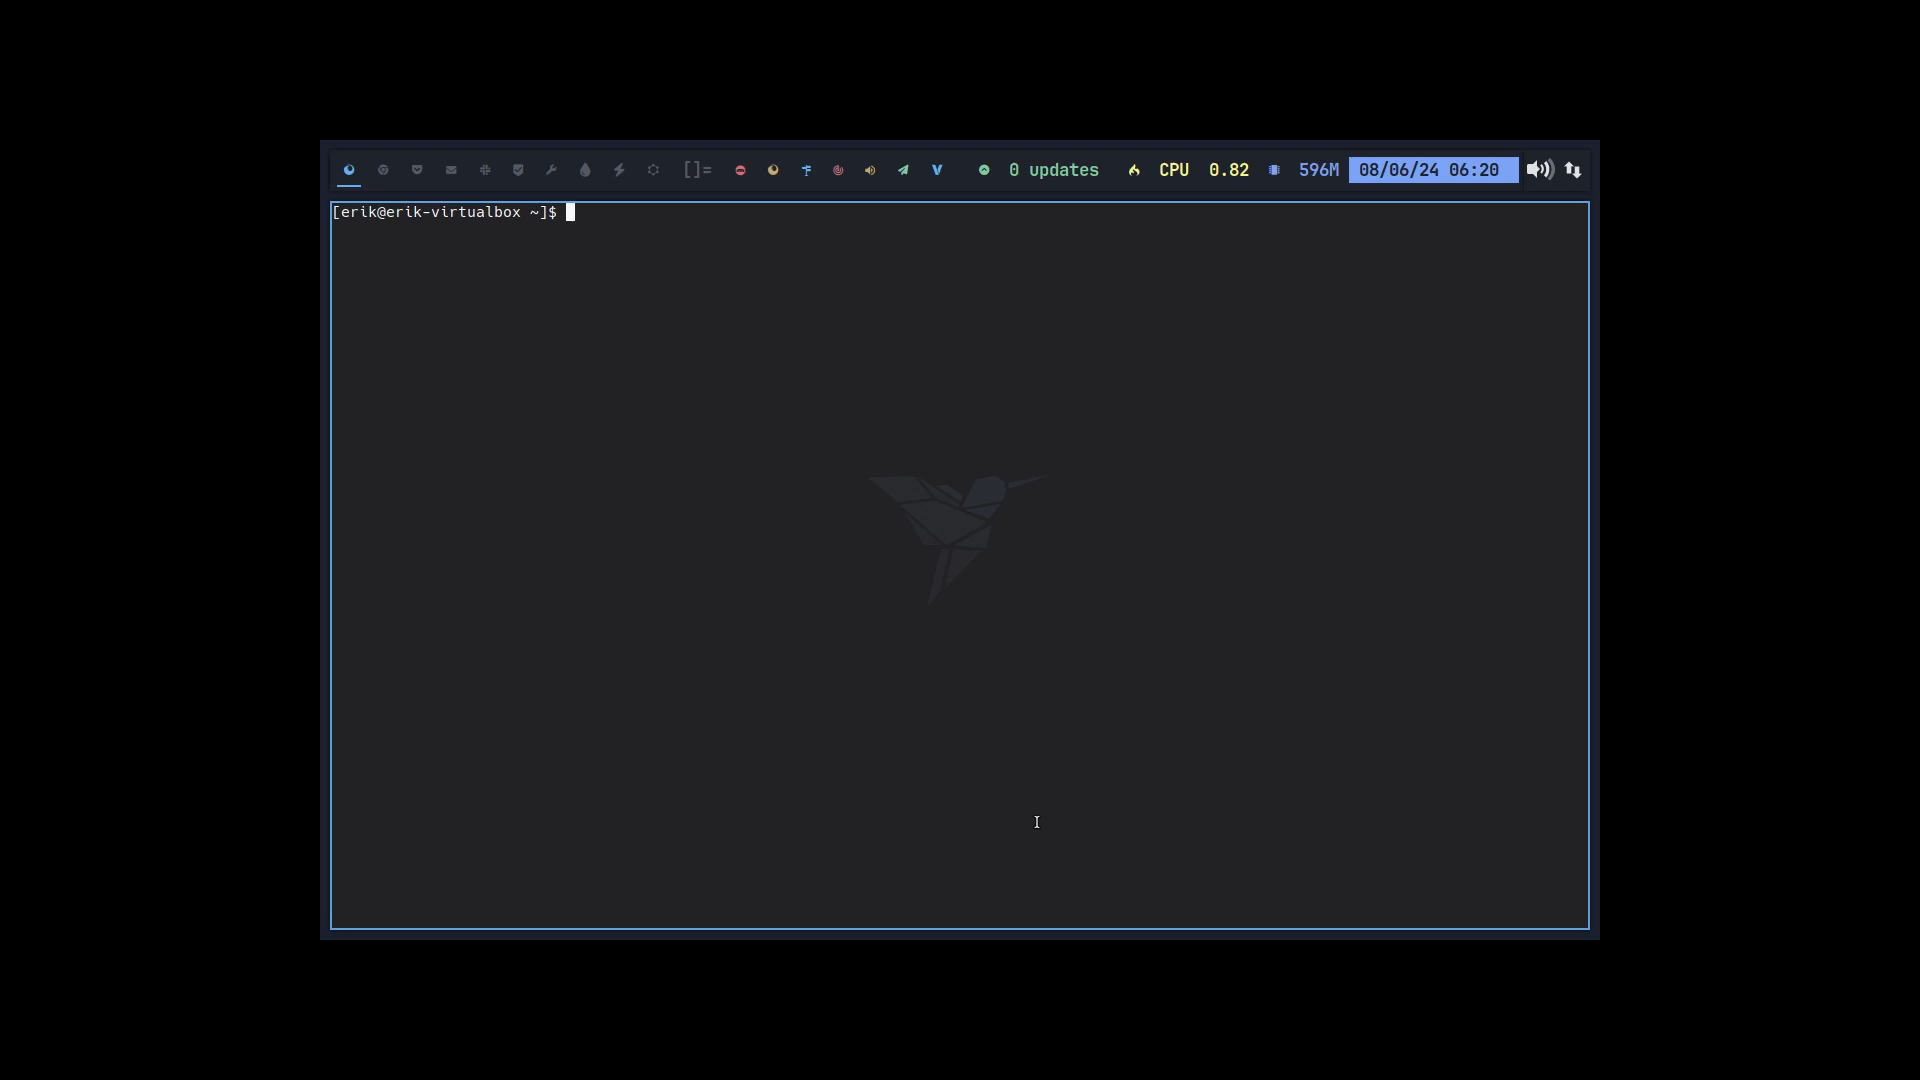 []= 0 updates CPU 0.82 596M 08/06/24 06:20
[erik@erik-virtualbox ~]$